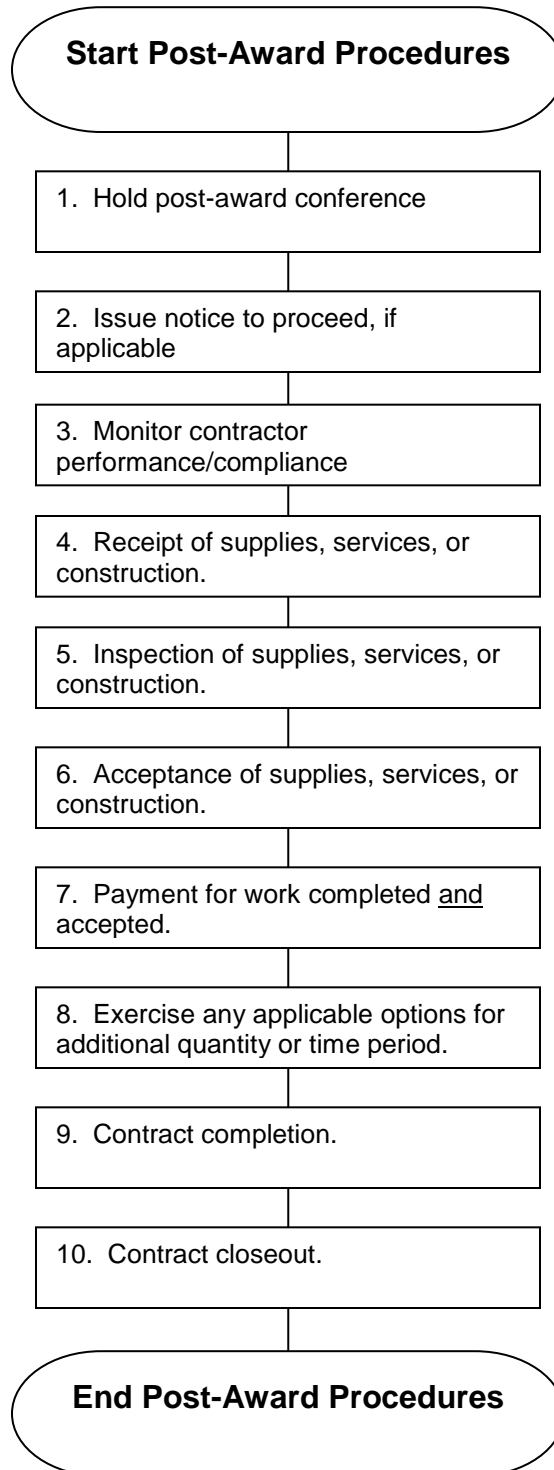 Start Post-Award Procedures
1. Hold post-award conference
2. Issue notice to proceed, if
applicable
3. Monitor contractor
performance/compliance
4. Receipt of supplies, services, or
construction.
5. Inspection of supplies, services, or
construction.
6. Acceptance of supplies, services, or
construction.
7. Payment for work completed and
accepted.
8. Exercise any applicable options for
additional quantity or time period.
9. Contract completion.
10. Contract closeout.
End Post-Award Procedures